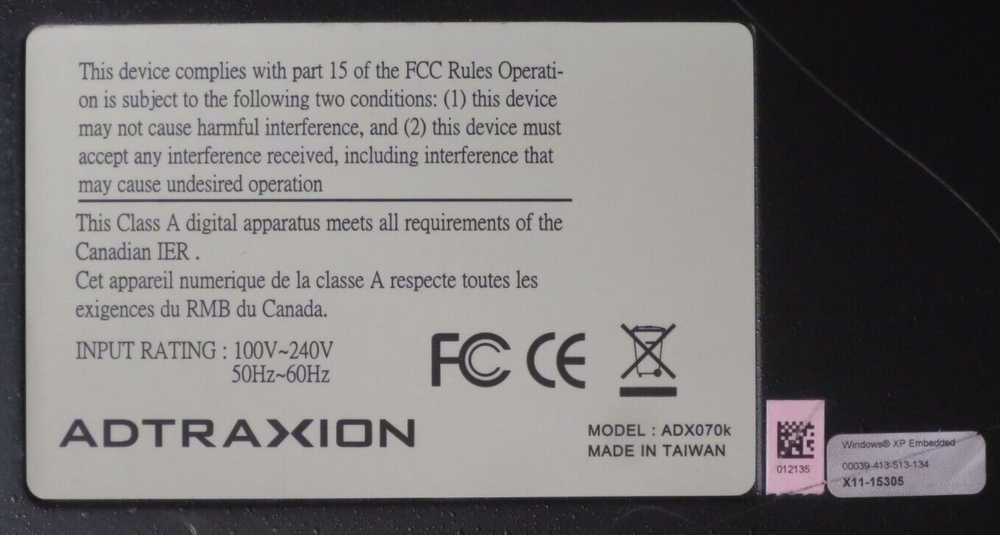 This device complies with part 15 of the FCC Rules Operati-
on is subject to the following two conditions: (1) this device
may not cause harmful interference, and (2) this device must
accept any interference received, including interference that
may cause undesired operation
This Class A digital apparatus meets all requirements of the
Canadian IER .
Cet appareil numerique de la classe A respecte toutes les
exigences du RMB du Canada.
INPUT RATING : 100V~240V
50Hz~60Hz
FC CE
ADTRAXION
MODEL : ADX070k
MADE IN TAIWAN
012135
Windows® XP Embedded
00039-413-513-134
X11-15305